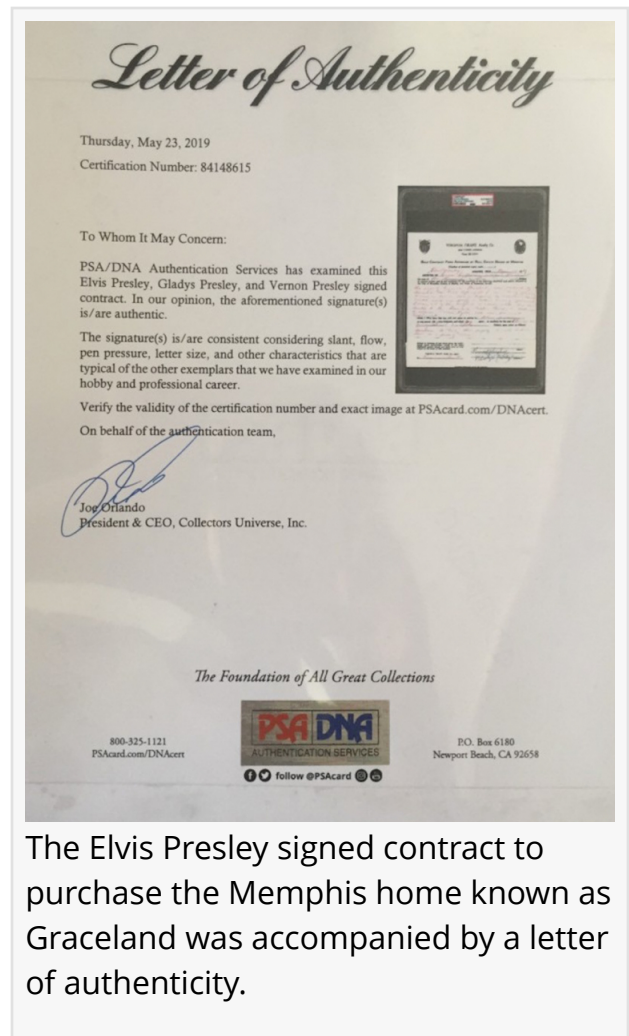 Letter of Authenticity
Thursday, May 23, 2019
Certification Number: 84148615
To Whom It May Concern:
PSA/DNA Authentication Services has examined this
Elvis Presley, Gladys Presley, and Vernon Presley signed
contract. In our opinion, the aforementioned signature(s)
is/are authentic.
The signature(s) is/are consistent considering slant, flow,
pen pressure, letter size, and other characteristics that are
typical of the other exemplars that we have examined in our
hobby and professional career.
Verify the validity of the certification number and exact image at PSAcard.com/DNAcert.
On behalf of the authentication team,
Joe Orlando
President & CEO, Collectors Universe, Inc.
The Foundation of All Great Collections
PSA DNA
AUTHENTICATION SERVICES
800-325-1121
PSAcard.com/DNAcert
P.O. Box 6180
Newport Beach, CA 92658
follow @PSAcard
The Elvis Presley signed contract to
purchase the Memphis home known as
Graceland was accompanied by a letter
of authenticity.